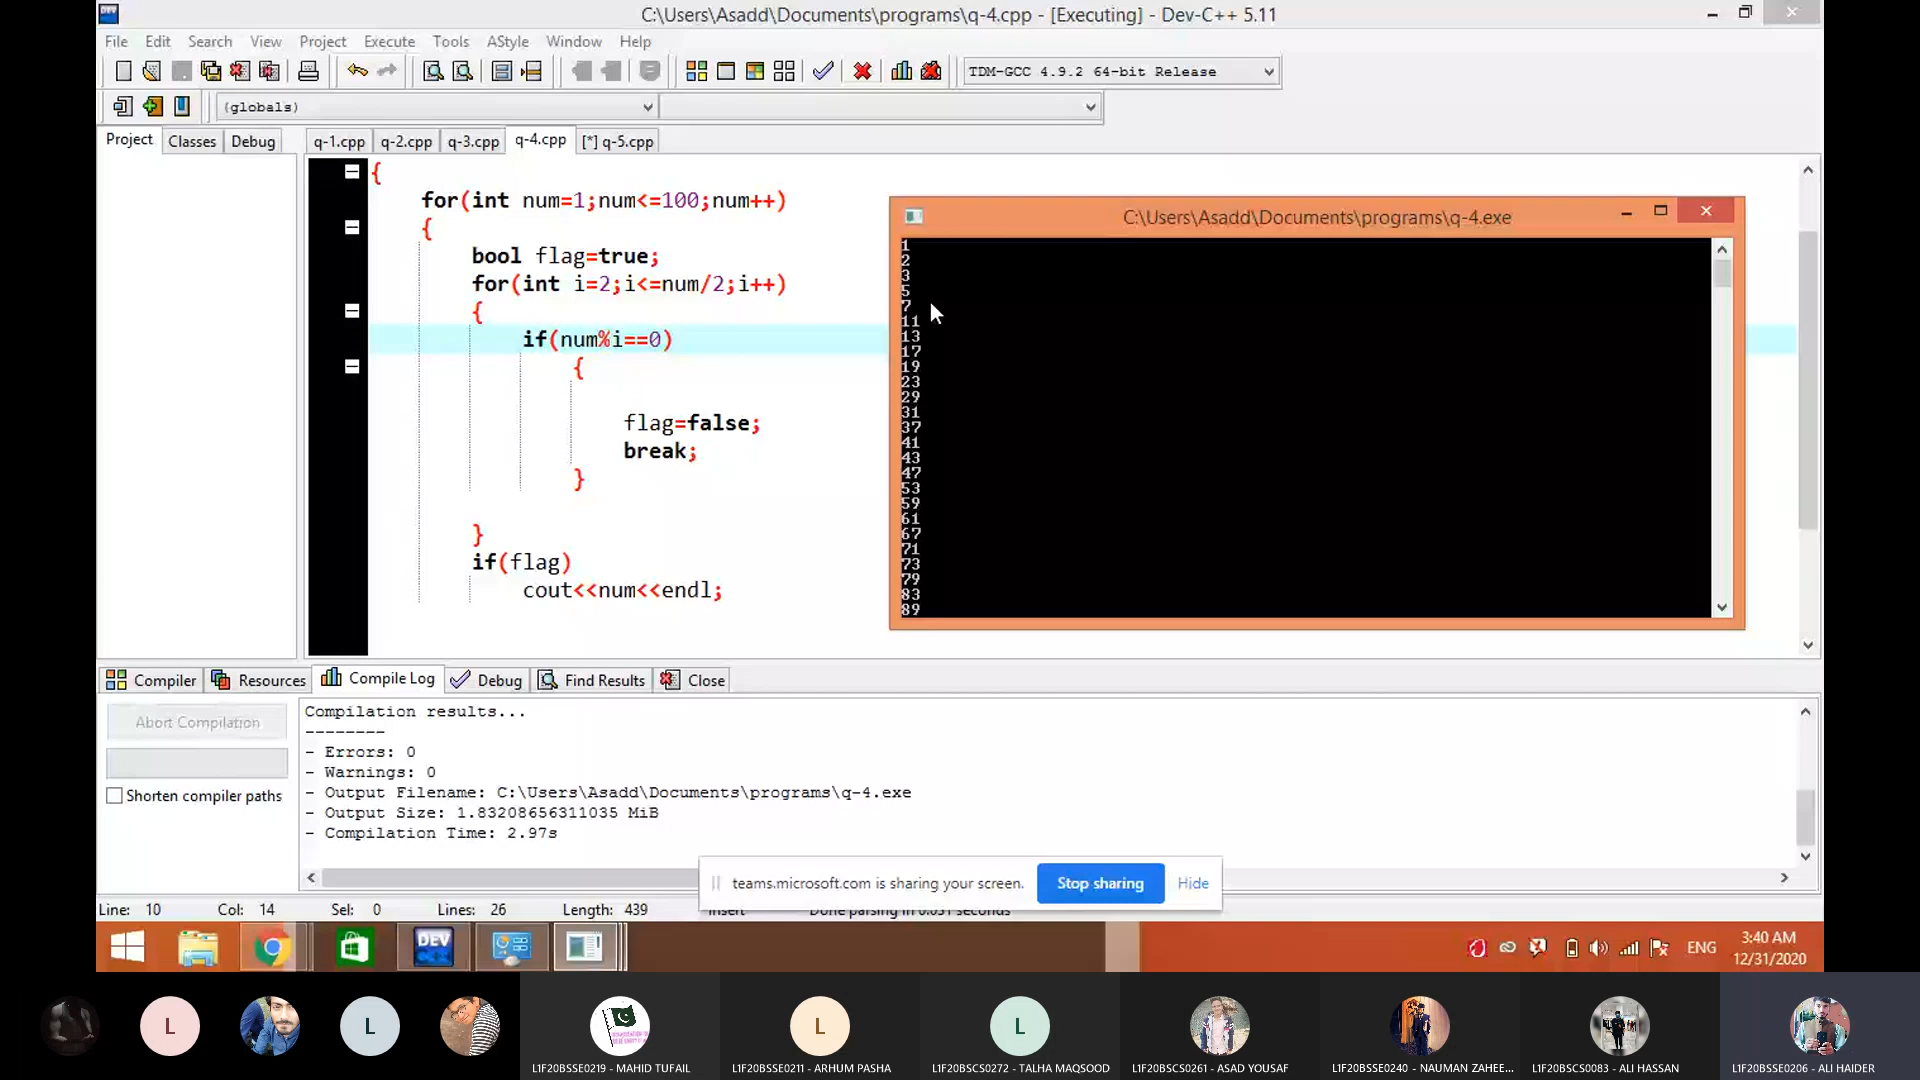 DEV
C:\Users\Asadd\Documents\programs\q-4.cpp - [Executing] - Dev-C++ 5.11
File Edit Search View Project Execute Tools AStyle Window Help
TDM-GCC 4.9.2 64-bit Release
(globals)
Project Classes Debug
q-1.cpp q-2.cpp q-3.cpp q-4.cpp [*] q-5.cpp
{
for(int num=1;num<=100;num++)
{
bool flag=true;
for(int i=2;i<=num/2;i++)
{
if(num%i==0)
{
flag=false;
break;
}
}
if(flag)
cout<<num<<endl;
C:\Users\Asadd\Documents\programs\q-4.exe
1
2
3
5
7
11
13
17
19
23
29
31
37
41
43
47
53
59
61
67
71
73
79
83
89
Compiler Resources Compile Log Debug Find Results Close
Abort Compilation
Shorten compiler paths
Compilation results...
--------
- Errors: 0
- Warnings: 0
- Output Filename: C:\Users\Asadd\Documents\programs\q-4.exe
- Output Size: 1.83208656311035 MiB
- Compilation Time: 2.97s
teams.microsoft.com is sharing your screen. Stop sharing Hide
Line: 10 Col: 14 Sel: 0 Lines: 26 Length: 439 Insert Done parsing in 0.031 seconds
DEV
ENG
3:40 AM
12/31/2020
L
L
L
L
L1F20BSSE0219 - MAHID TUFAIL
L1F20BSSE0211 - ARHUM PASHA
L1F20BSCS0272 - TALHA MAQSOOD
L1F20BSCS0261 - ASAD YOUSAF
L1F20BSSE0240 - NAUMAN ZAHEE...
L1F20BSCS0083 - ALI HASSAN
L1F20BSSE0206 - ALI HAIDER